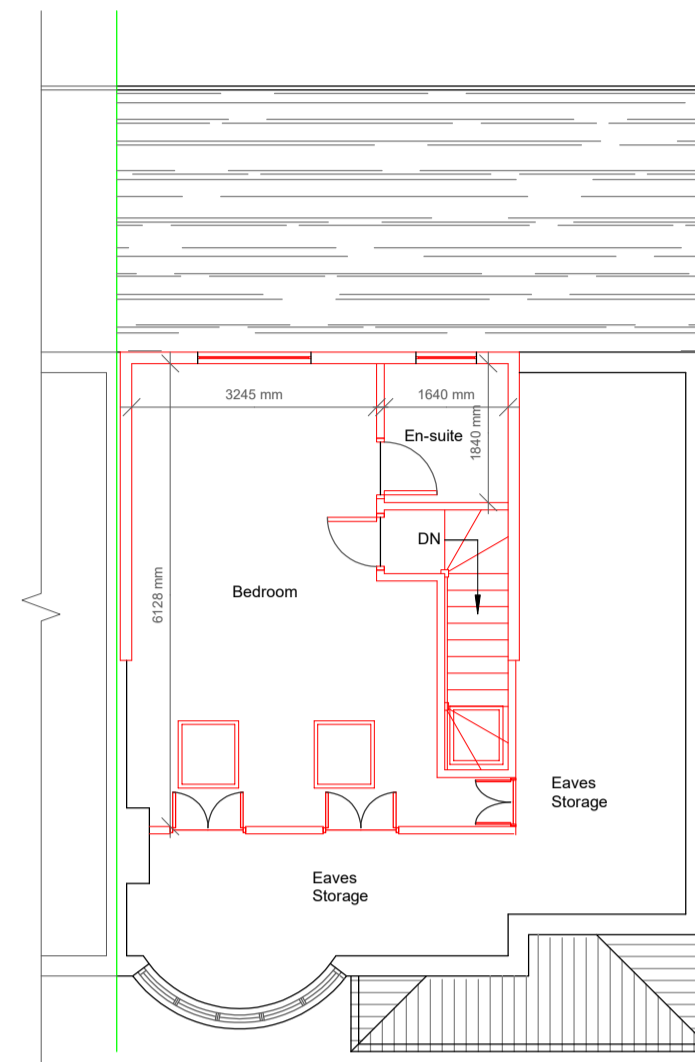 3245 mm
1640 mm
En-suite
1840 mm
DN
Bedroom
6128 mm
Eaves
Storage
Eaves
Storage